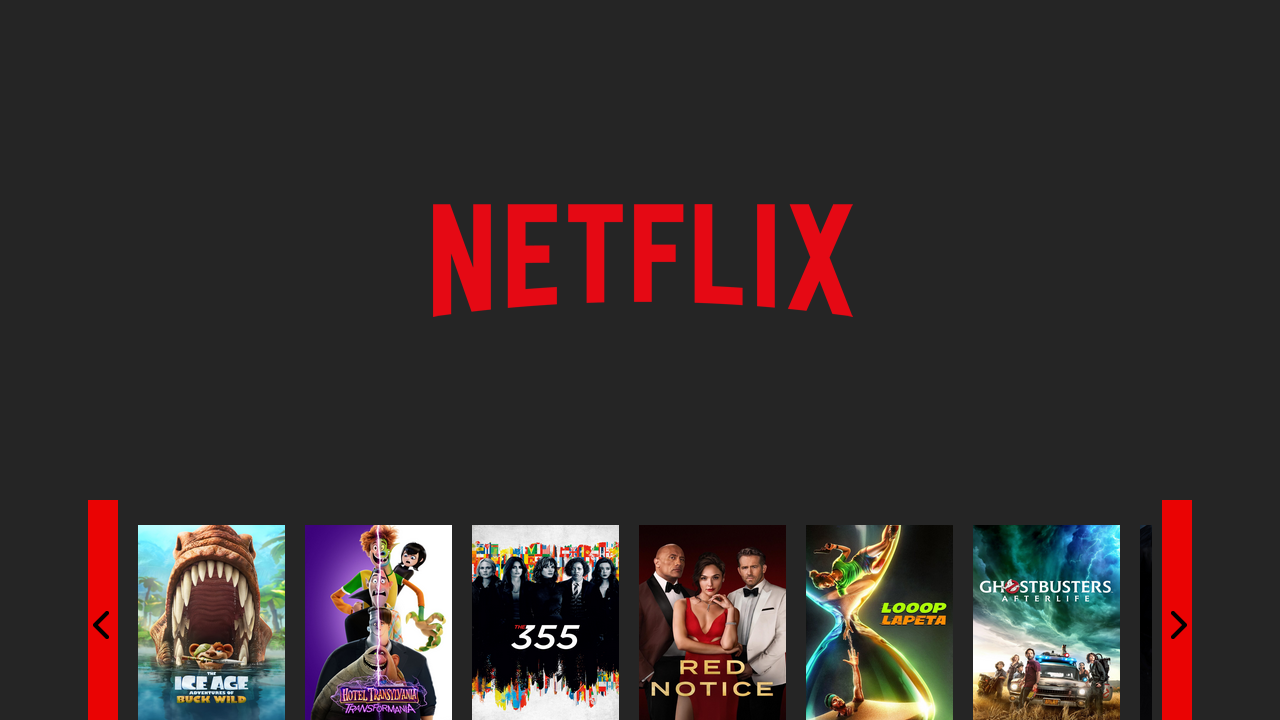 NETFLIX
THE
ICE AGE
ADVENTURES OF
BUCK WILD
HOTEL TRANSYLVANIA
TRANSFORMANIA
THE
355
RED
NOTICE
LOOOP
LAPETA
GHOSTBUSTERS
AFTERLIFE